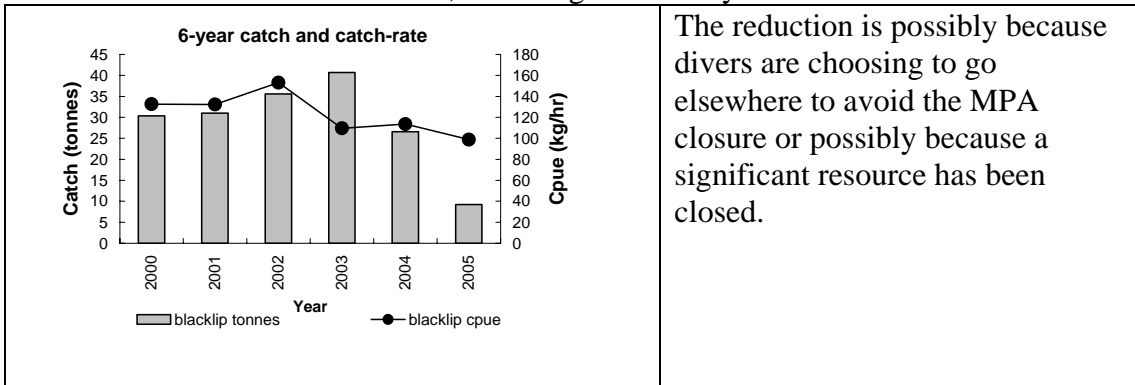 6-year catch and catch-rate
45
40
35
30
25
20
15
10
5
0
Catch (tonnes)
180
160
140
120
100
80
60
40
20
0
Cpue (kg/hr)
2000
2001
2002
2003
2004
2005
Year
blacklip tonnes
blacklip cpue
The reduction is possibly because
divers are choosing to go
elsewhere to avoid the MPA
closure or possibly because a
significant resource has been
closed.